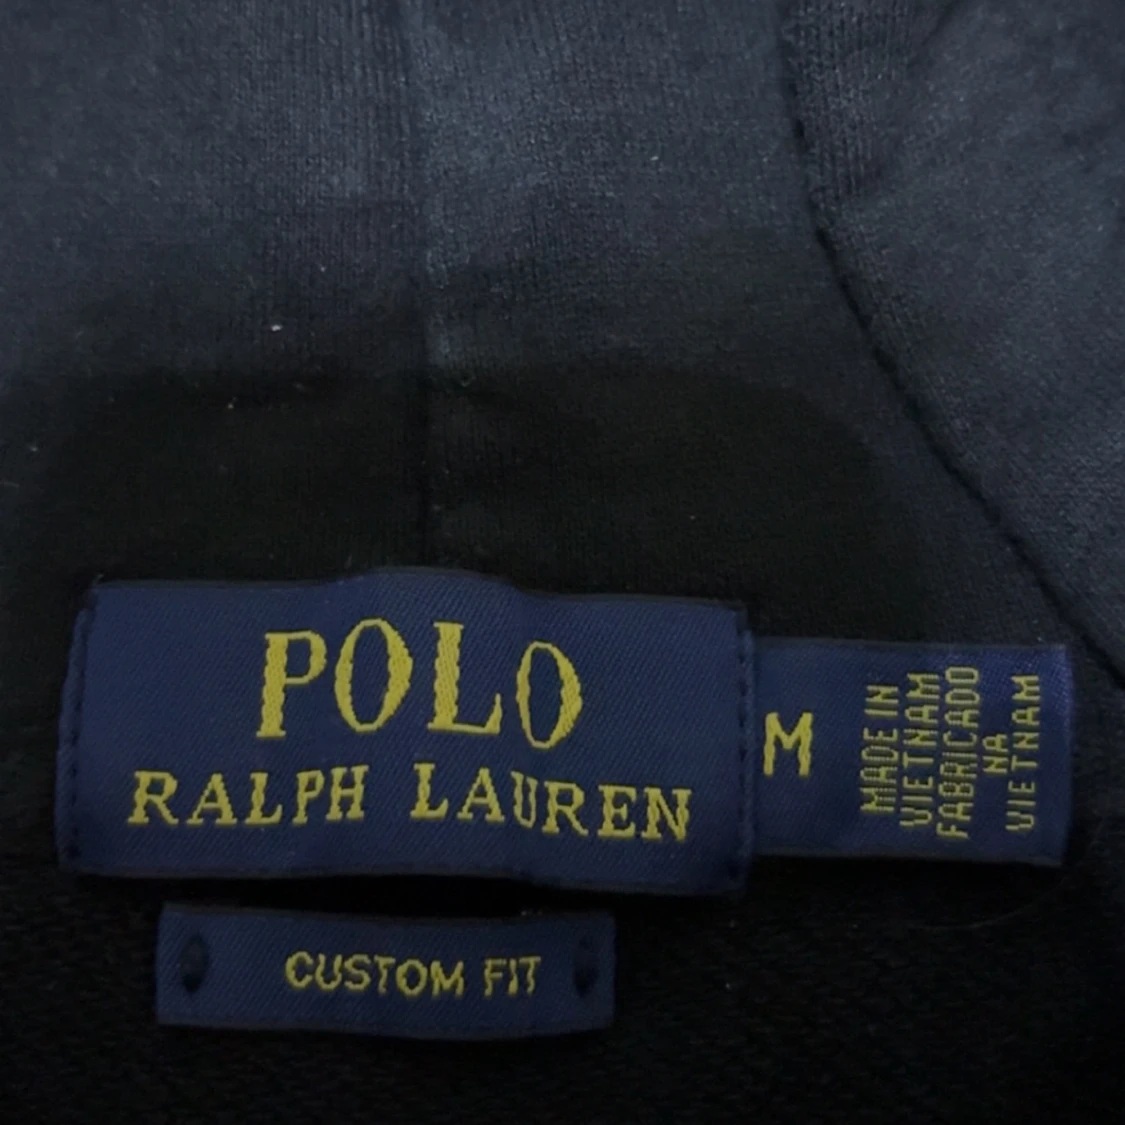 POLO
RALPH LAUREN
M
MADE IN
VIETNAM
FABRICADO
NA
VIETNAM
CUSTOM FIT